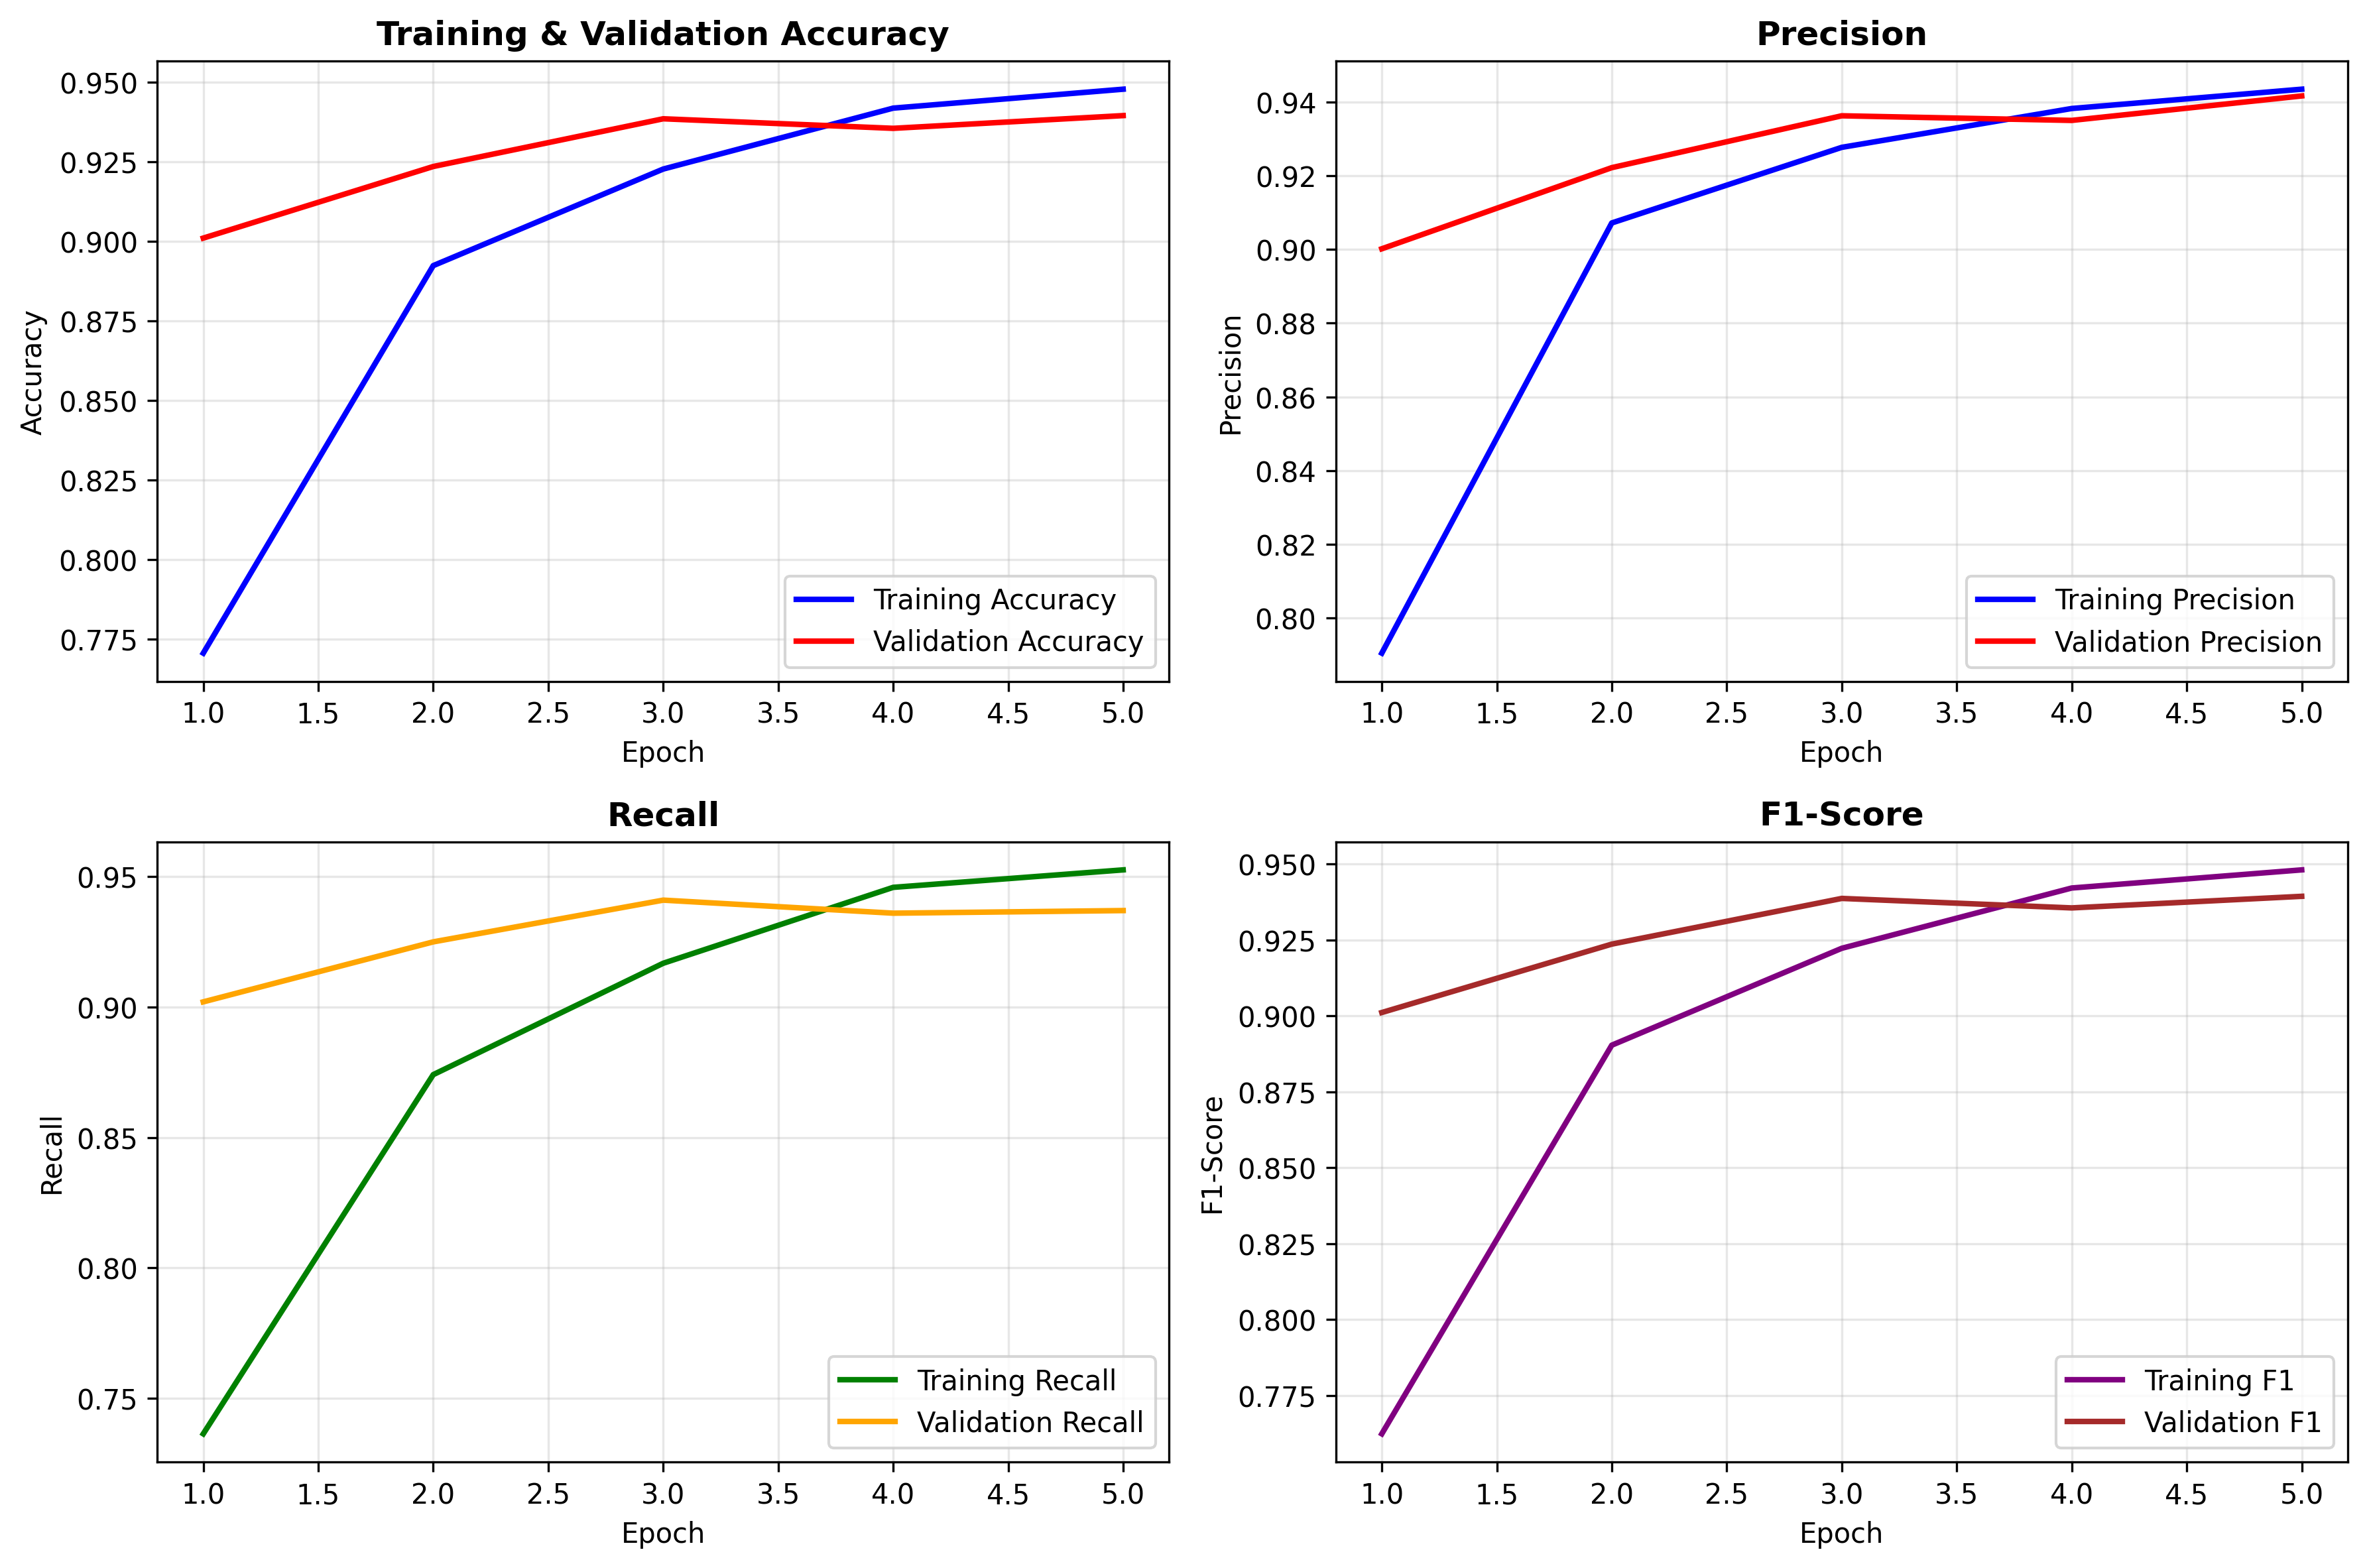 Training & Validation Accuracy
Accuracy
0.950
0.925
0.900
0.875
0.850
0.825
0.800
0.775
Training Accuracy
Validation Accuracy
1.0 1.5 2.0 2.5 3.0 3.5 4.0 4.5 5.0
Epoch
Precision
Precision
0.94
0.92
0.90
0.88
0.86
0.84
0.82
0.80
Training Precision
Validation Precision
1.0 1.5 2.0 2.5 3.0 3.5 4.0 4.5 5.0
Epoch
Recall
Recall
0.95
0.90
0.85
0.80
0.75
Training Recall
Validation Recall
1.0 1.5 2.0 2.5 3.0 3.5 4.0 4.5 5.0
Epoch
F1-Score
F1-Score
0.950
0.925
0.900
0.875
0.850
0.825
0.800
0.775
Training F1
Validation F1
1.0 1.5 2.0 2.5 3.0 3.5 4.0 4.5 5.0
Epoch